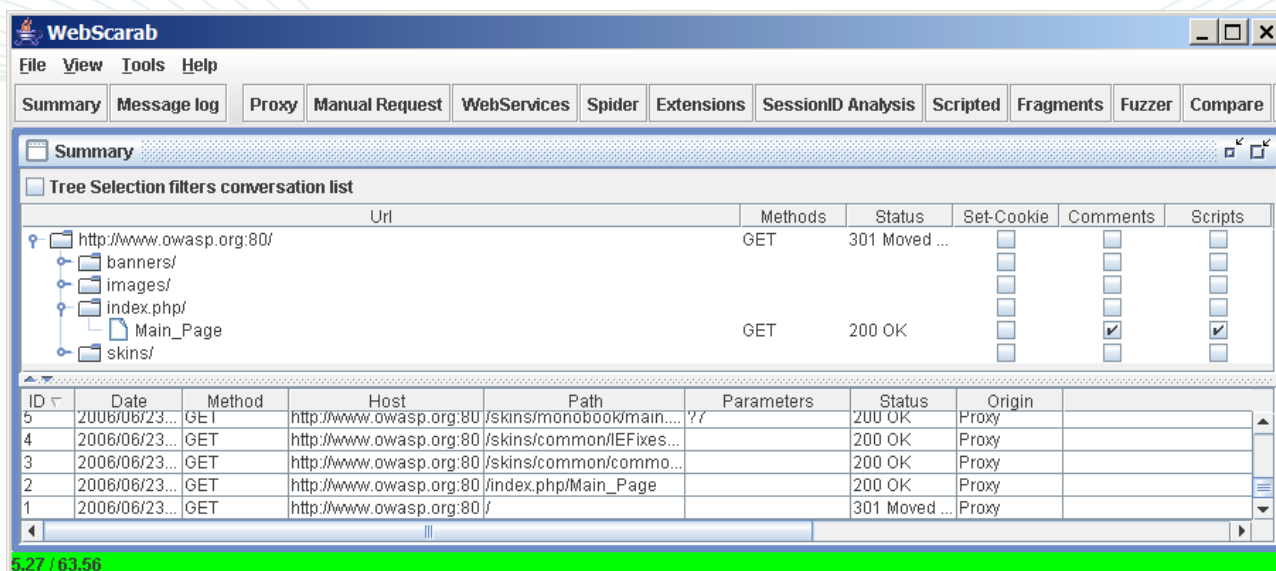 WebScarab
File View Tools Help
Summary Message log Proxy Manual Request WebServices Spider Extensions SessionID Analysis Scripted Fragments Fuzzer Compare
Summary
Tree Selection filters conversation list
Url Methods Status Set-Cookie Comments Scripts
http://www.owasp.org:80/ GET 301 Moved ...
banners/
images/
index.php/
Main_Page GET 200 OK
skins/
ID Date Method Host Path Parameters Status Origin
5 2006/06/23... GET http://www.owasp.org:80 /skins/monobook/main.... ?7 200 OK Proxy
4 2006/06/23... GET http://www.owasp.org:80 /skins/common/IEFixes... 200 OK Proxy
3 2006/06/23... GET http://www.owasp.org:80 /skins/common/commo... 200 OK Proxy
2 2006/06/23... GET http://www.owasp.org:80 /index.php/Main_Page 200 OK Proxy
1 2006/06/23... GET http://www.owasp.org:80 / 301 Moved ... Proxy
5.27 / 63.56